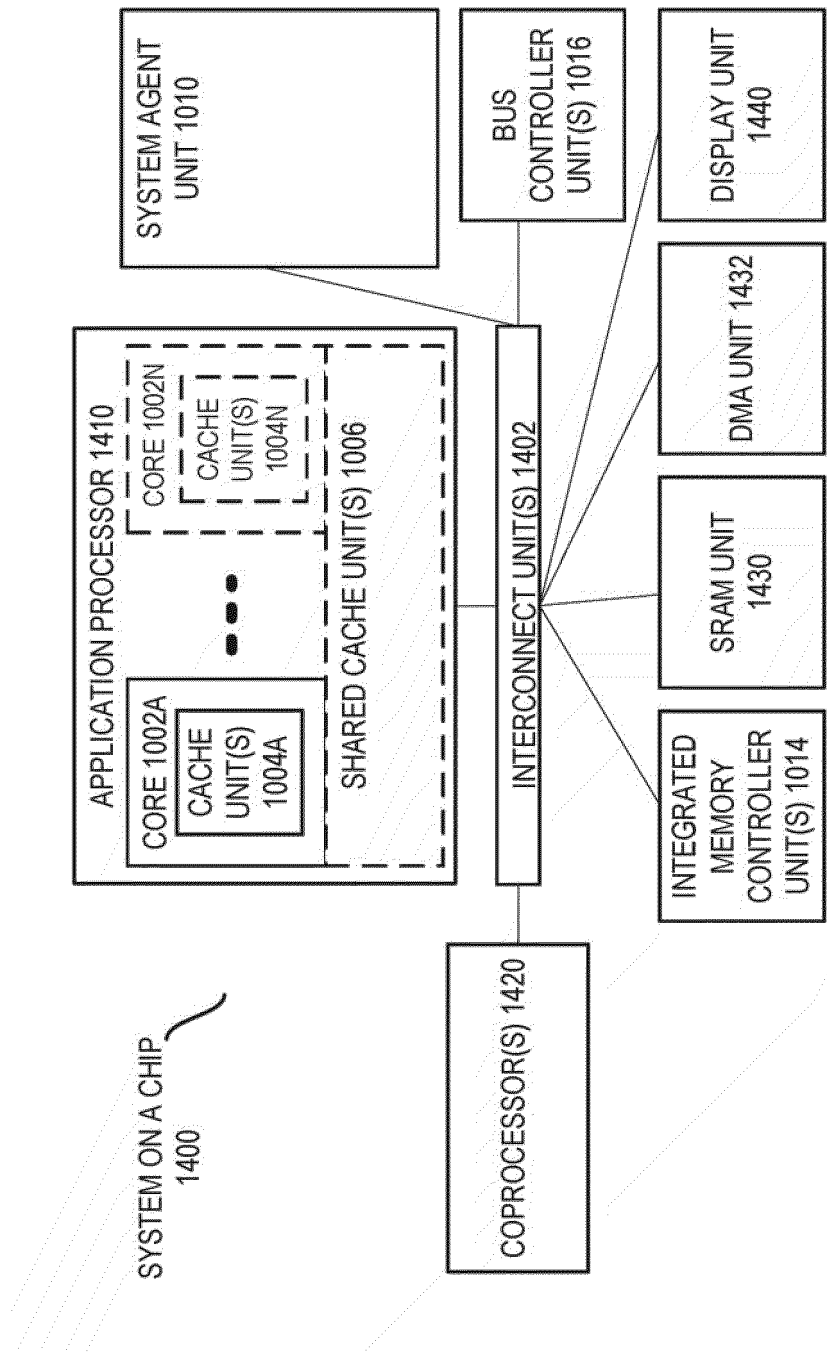 SYSTEM ON A CHIP
1400
APPLICATION PROCESSOR 1410
CORE 1002A
CACHE
UNIT(S)
1004A
CORE 1002N
CACHE
UNIT(S)
1004N
SHARED CACHE UNIT(S) 1006
SYSTEM AGENT
UNIT 1010
COPROCESSOR(S) 1420
INTERCONNECT UNIT(S) 1402
BUS
CONTROLLER
UNIT(S) 1016
INTEGRATED
MEMORY
CONTROLLER
UNIT(S) 1014
SRAM UNIT
1430
DMA UNIT 1432
DISPLAY UNIT
1440